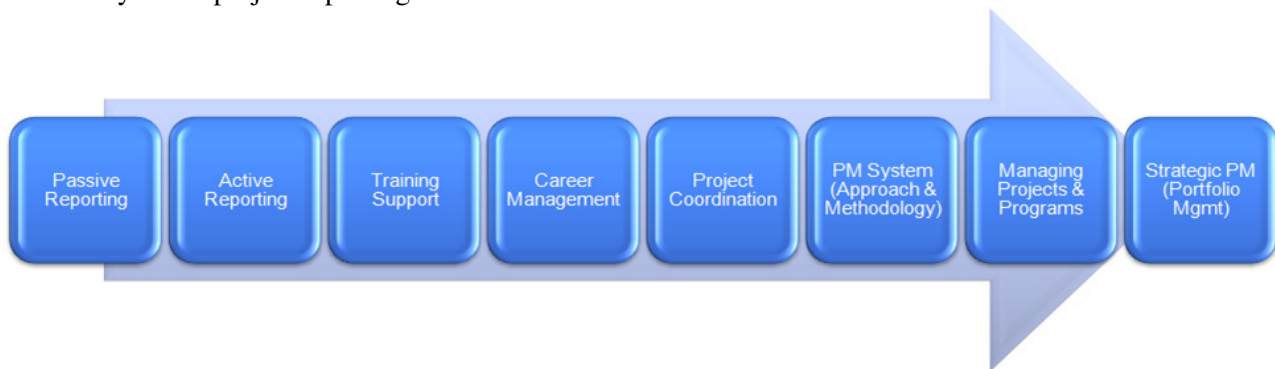 Passive
Reporting
Active
Reporting
Training
Support
Career
Management
Project
Coordination
PM System
(Approach &
Methodology)
Managing
Projects &
Programs
Strategic PM
(Portfolio
Mgmt)